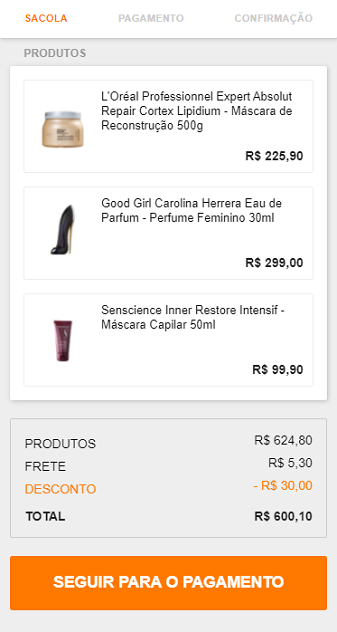 SACOLA PAGAMENTO CONFIRMAÇÃO
PRODUTOS
L'Oréal Professionnel Expert Absolut
Repair Cortex Lipidium - Máscara de
Reconstrução 500g
R$ 225,90
Good Girl Carolina Herrera Eau de
Parfum - Perfume Feminino 30ml
R$ 299,00
Senscience Inner Restore Intensif -
Máscara Capilar 50ml
R$ 99,90
PRODUTOS R$ 624,80
FRETE R$ 5,30
DESCONTO - R$ 30,00
TOTAL R$ 600,10
SEGUIR PARA O PAGAMENTO